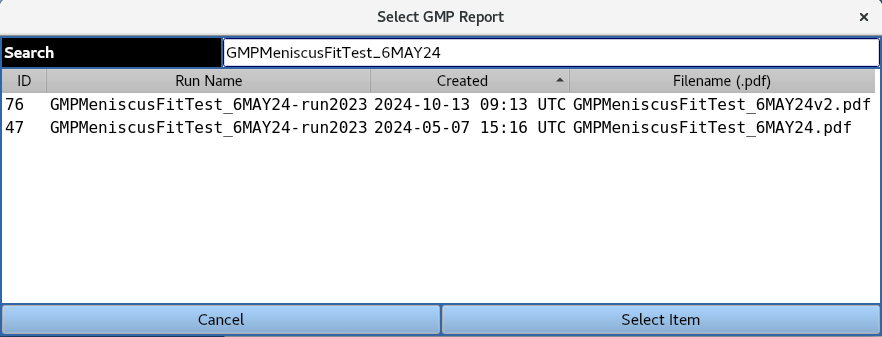 Select GMP Report ×
Search GMPMeniscusFitTest_6MAY24
ID Run Name Created Filename (.pdf)
76 GMPMeniscusFitTest_6MAY24-run2023 2024-10-13 09:13 UTC GMPMeniscusFitTest_6MAY24v2.pdf
47 GMPMeniscusFitTest_6MAY24-run2023 2024-05-07 15:16 UTC GMPMeniscusFitTest_6MAY24.pdf
Cancel Select Item